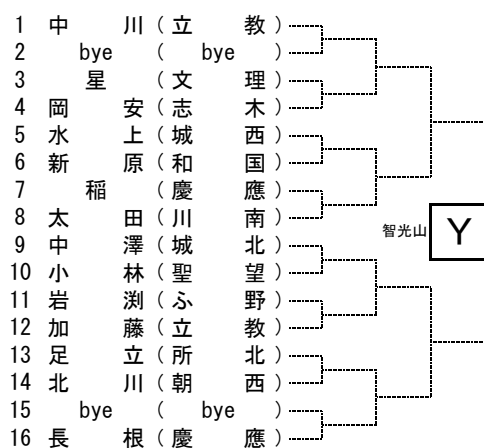 1 中 川 ( 立 教 )
2 bye ( bye )
3 星 ( 文 理 )
4 岡 安 ( 志 木 )
5 水 上 ( 城 西 )
6 新 原 ( 和 国 )
7 稲 ( 慶 應 )
8 太 田 ( 川 南 )
智光山 Y
9 中 澤 ( 城 北 )
10 小 林 ( 聖 望 )
11 岩 渕 ( ふ 野 )
12 加 藤 ( 立 教 )
13 足 立 ( 所 北 )
14 北 川 ( 朝 西 )
15 bye ( bye )
16 長 根 ( 慶 應 )